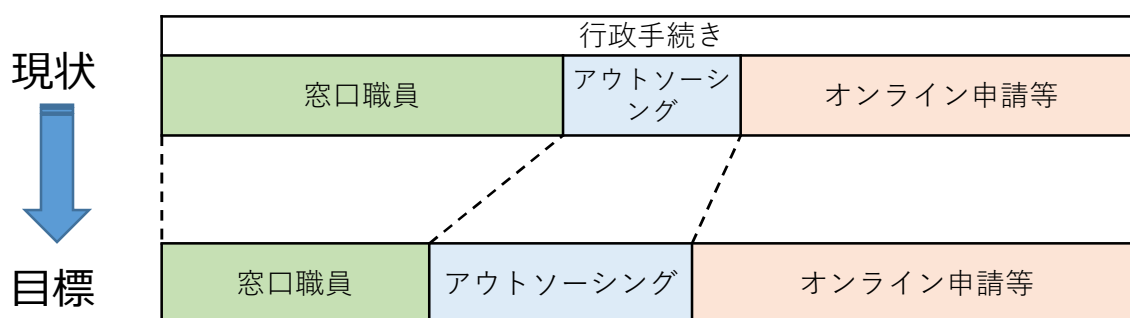 行政手続き
現状
窓口職員
アウトソーシ
ング
オンライン申請等
目標
窓口職員
アウトソーシング
オンライン申請等